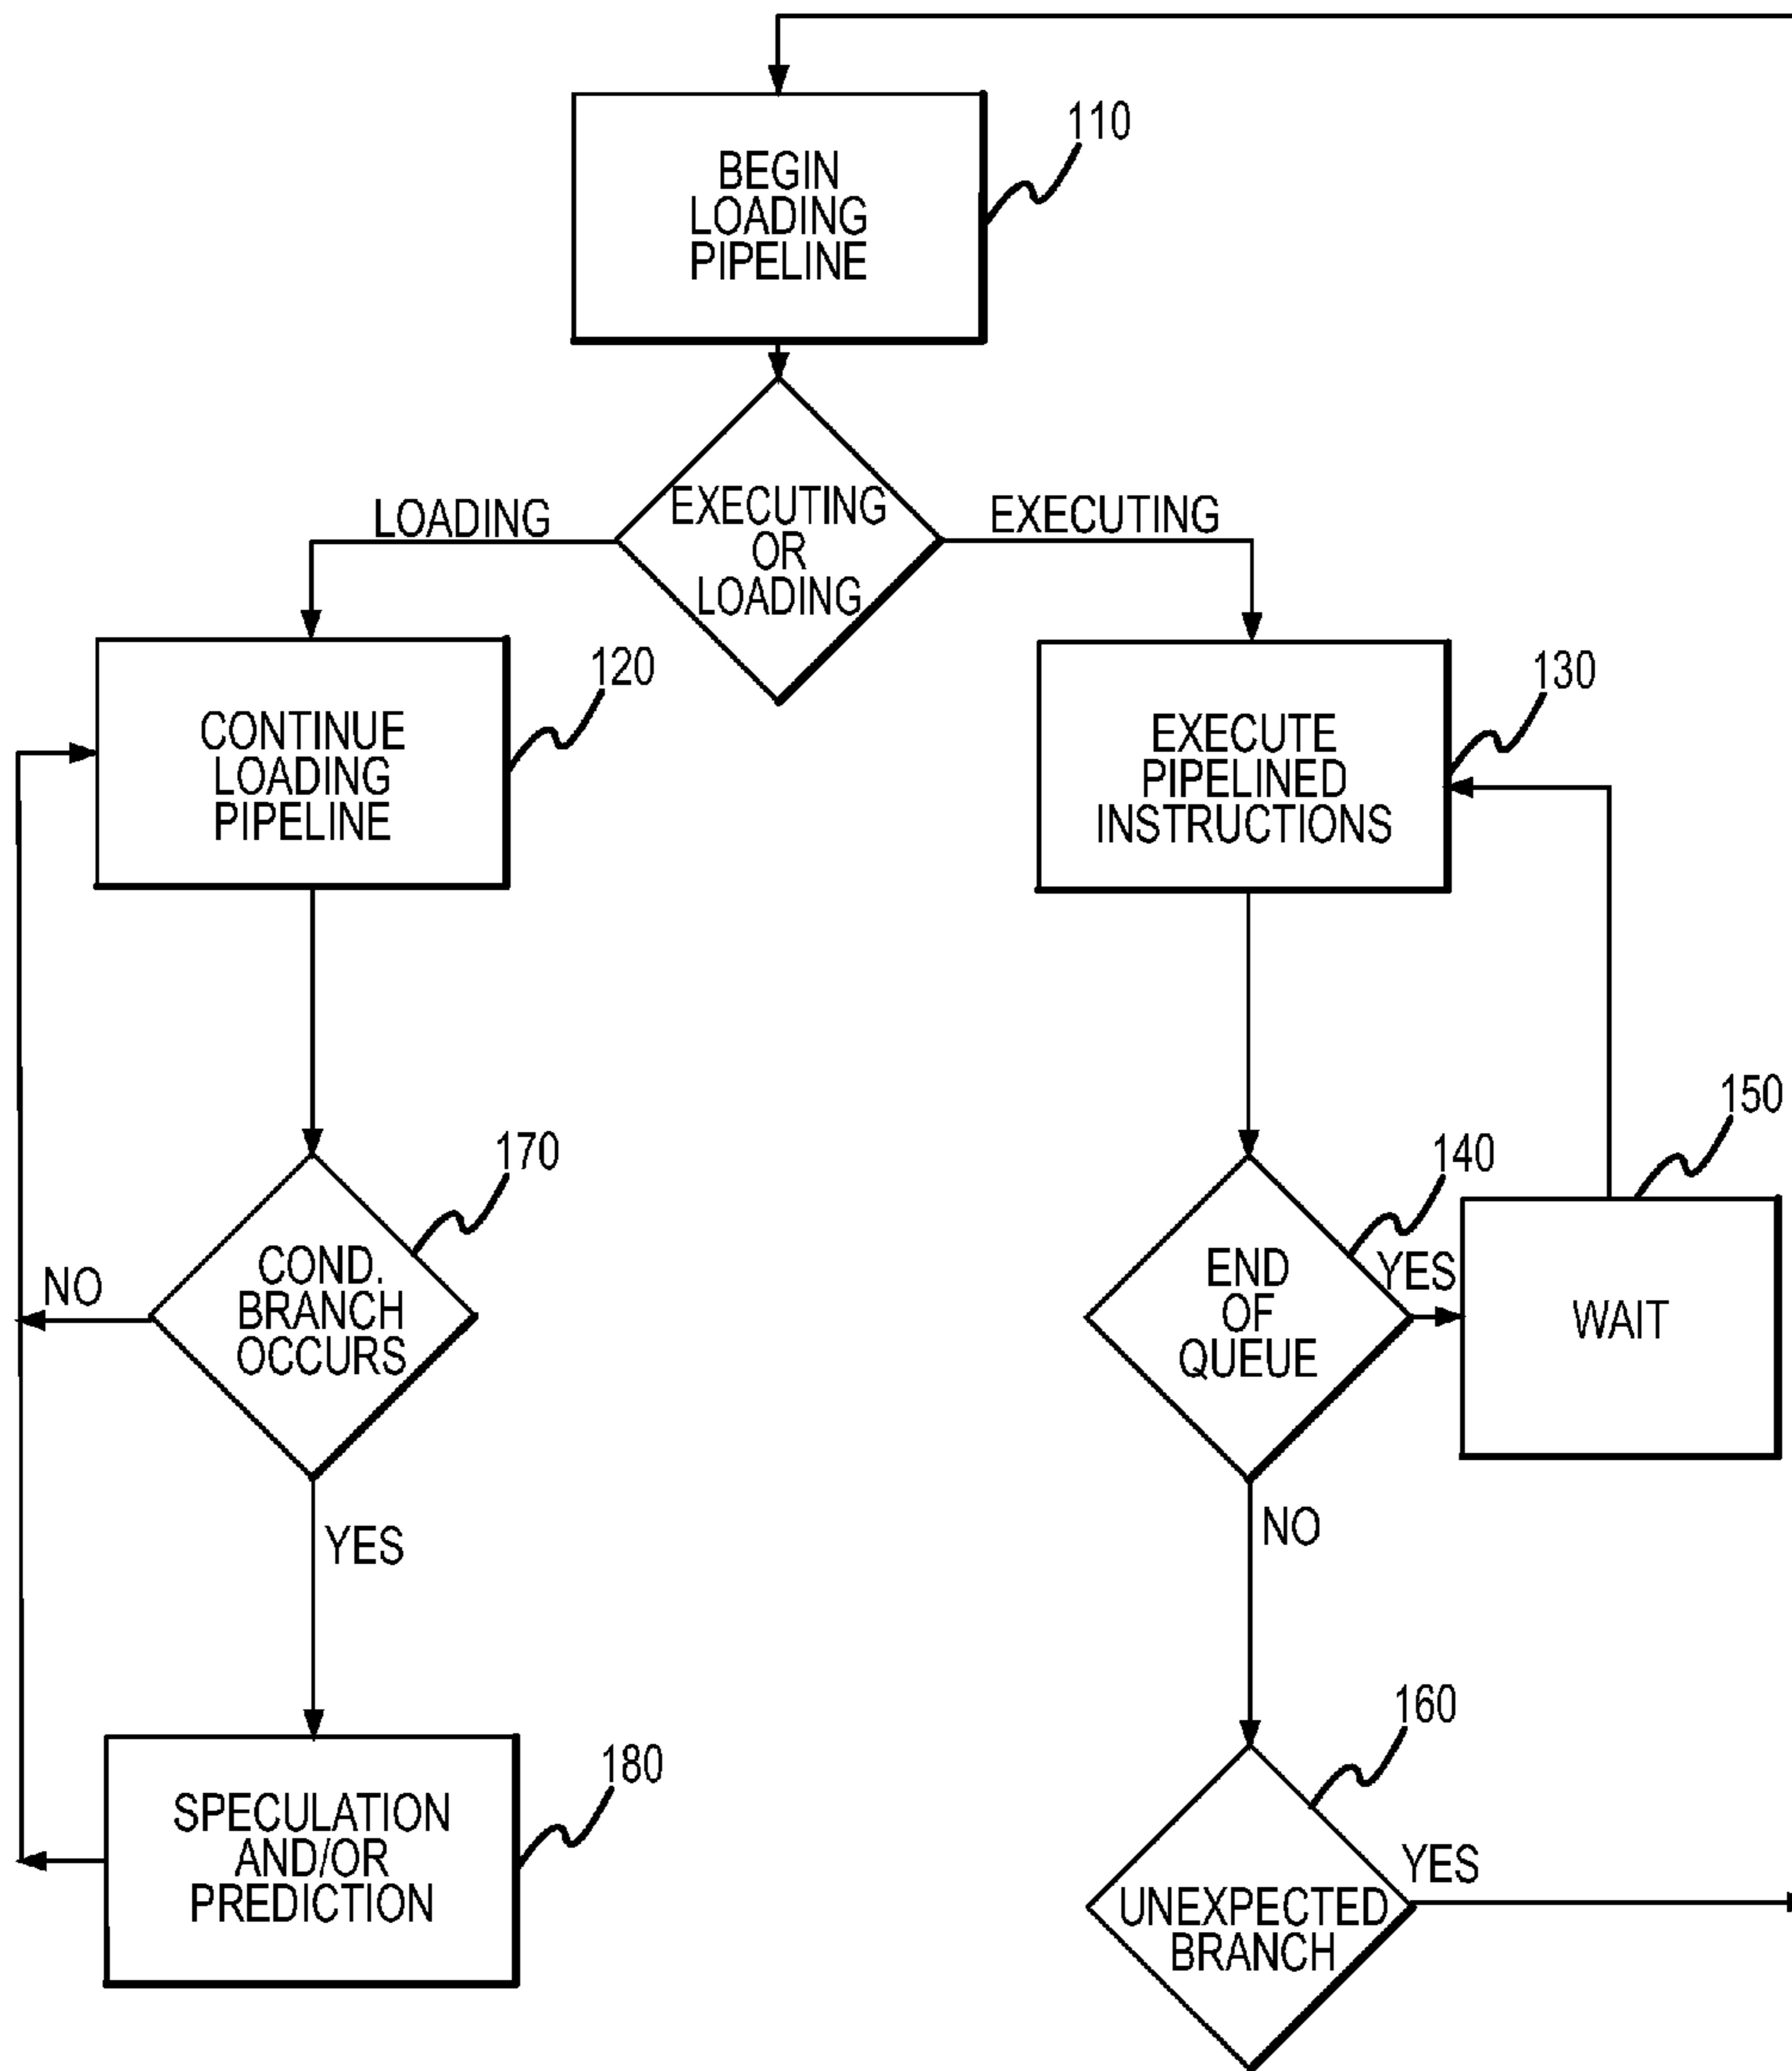 BEGIN
LOADING
PIPELINE
110
EXECUTING
OR
LOADING
LOADING
EXECUTING
CONTINUE
LOADING
PIPELINE
120
EXECUTE
PIPELINED
INSTRUCTIONS
130
COND.
BRANCH
OCCURS
170
NO
YES
END
OF
QUEUE
140
YES
NO
WAIT
150
SPECULATION
AND/OR
PREDICTION
180
UNEXPECTED
BRANCH
160
YES